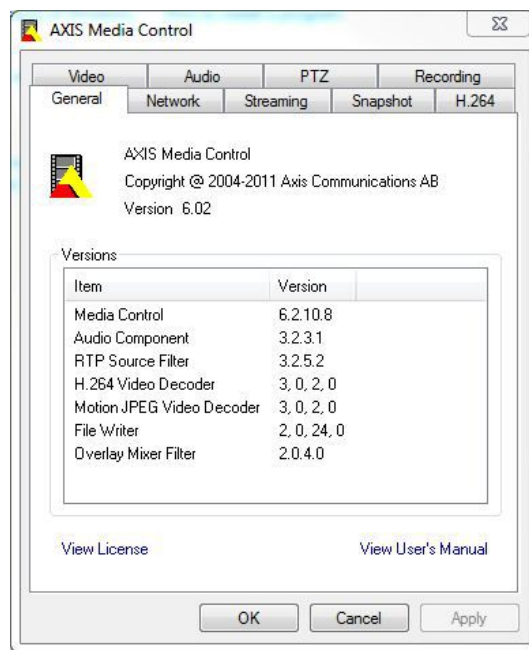 AXIS Media Control
Video Audio PTZ Recording
General Network Streaming Snapshot H.264
AXIS Media Control
Copyright @ 2004-2011 Axis Communications AB
Version 6.02
Versions
Item Version
Media Control 6.2.10.8
Audio Component 3.2.3.1
RTP Source Filter 3.2.5.2
H.264 Video Decoder 3, 0, 2, 0
Motion JPEG Video Decoder 3, 0, 2, 0
File Writer 2, 0, 24, 0
Overlay Mixer Filter 2.0.4.0
View License View User's Manual
OK Cancel Apply